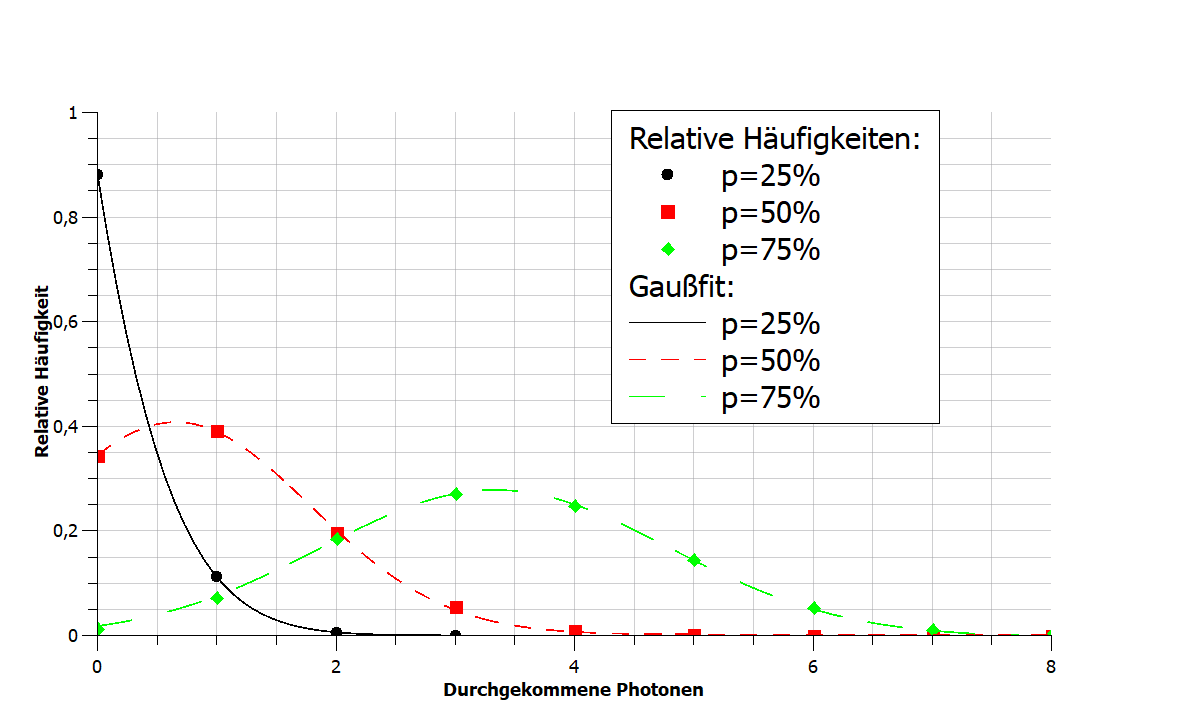 1
0,8
0,6
0,4
0,2
0
Relative Häufigkeit
Relative Häufigkeiten:
p=25%
p=50%
p=75%
Gaußfit:
p=25%
p=50%
p=75%
0 2 4 6 8
Durchgekommene Photonen